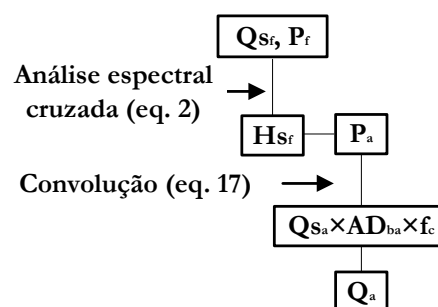 Qsf, Pf
Análise espectral
cruzada (eq. 2)
Hsf
Pa
Convolução (eq. 17)
Qsa×ADba×fc
Qa